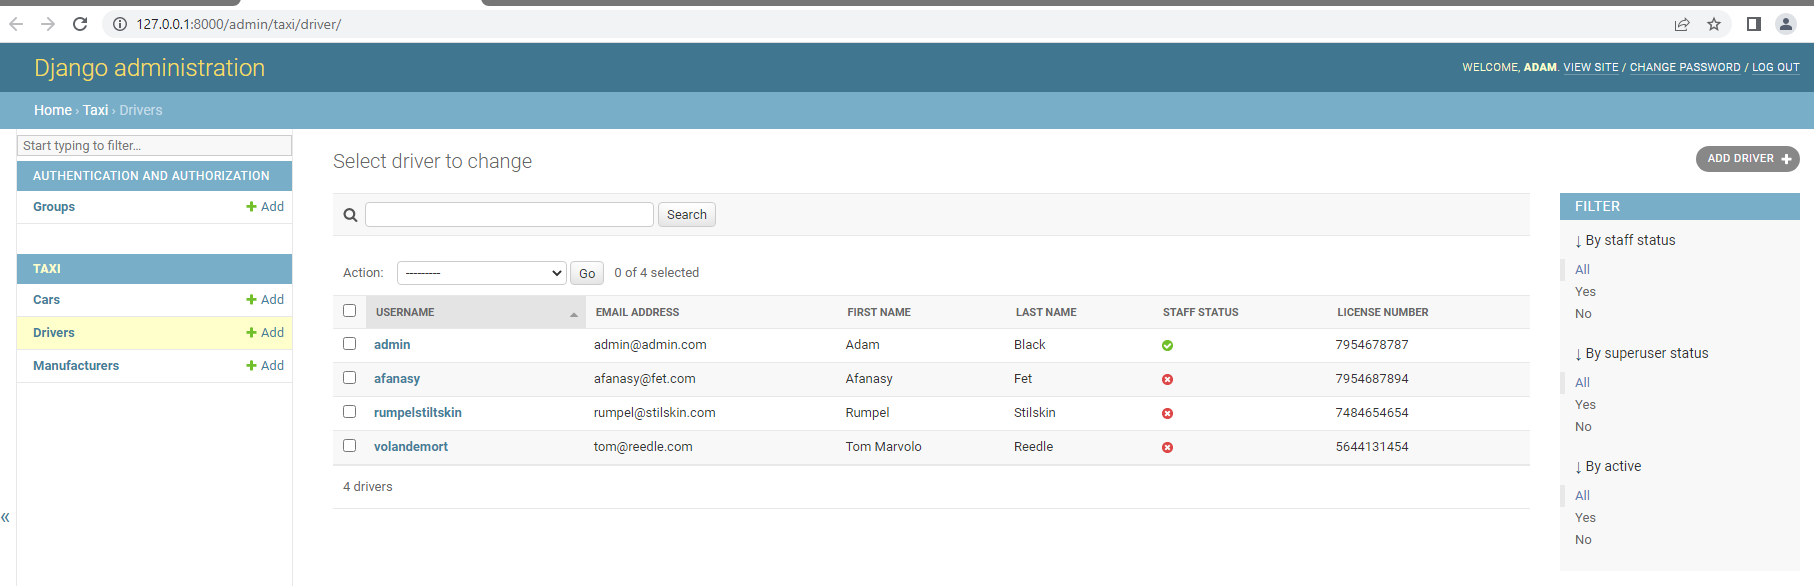 127.0.0.1:8000/admin/taxi/driver/
Django administration
WELCOME, ADAM. VIEW SITE / CHANGE PASSWORD / LOG OUT
Home › Taxi › Drivers
Start typing to filter...
AUTHENTICATION AND AUTHORIZATION
Groups + Add
TAXI
Cars + Add
Drivers + Add
Manufacturers + Add
«
Select driver to change
ADD DRIVER +
Search
Action: --------- Go 0 of 4 selected
USERNAME EMAIL ADDRESS FIRST NAME LAST NAME STAFF STATUS LICENSE NUMBER
admin admin@admin.com Adam Black 7954678787
afanasy afanasy@fet.com Afanasy Fet 7954687894
rumpelstiltskin rumpel@stilskin.com Rumpel Stilskin 7484654654
volandemort tom@reedle.com Tom Marvolo Reedle 5644131454
4 drivers
FILTER
↓ By staff status
All
Yes
No
↓ By superuser status
All
Yes
No
↓ By active
All
Yes
No